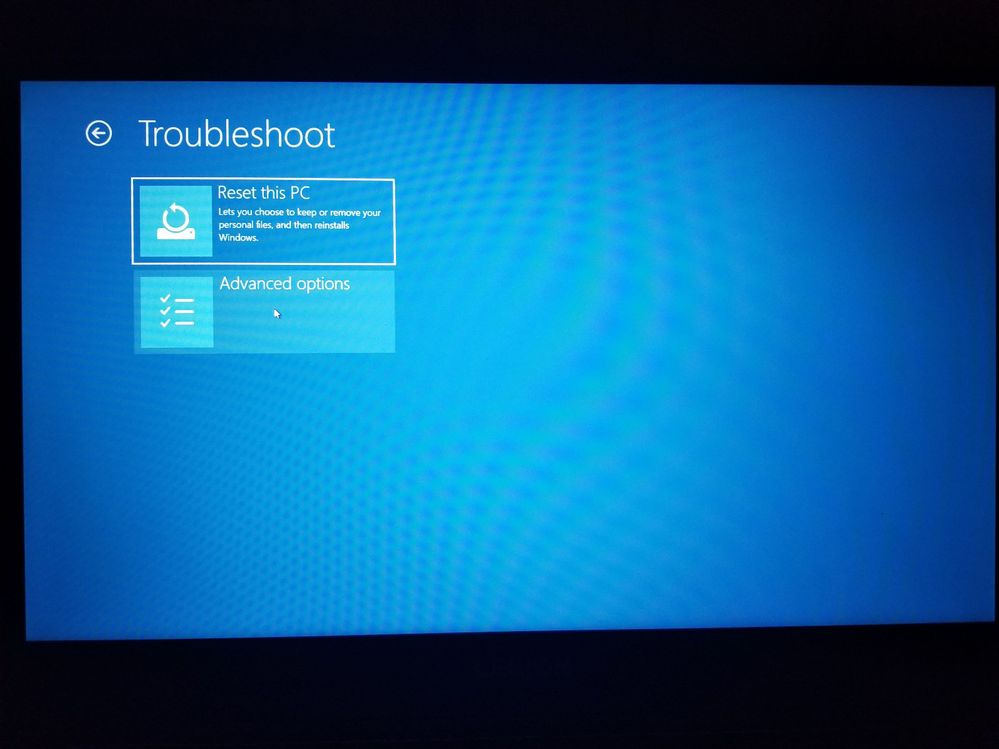 Troubleshoot
Reset this PC
Lets you choose to keep or remove your
personal files, and then reinstalls
Windows.
Advanced options